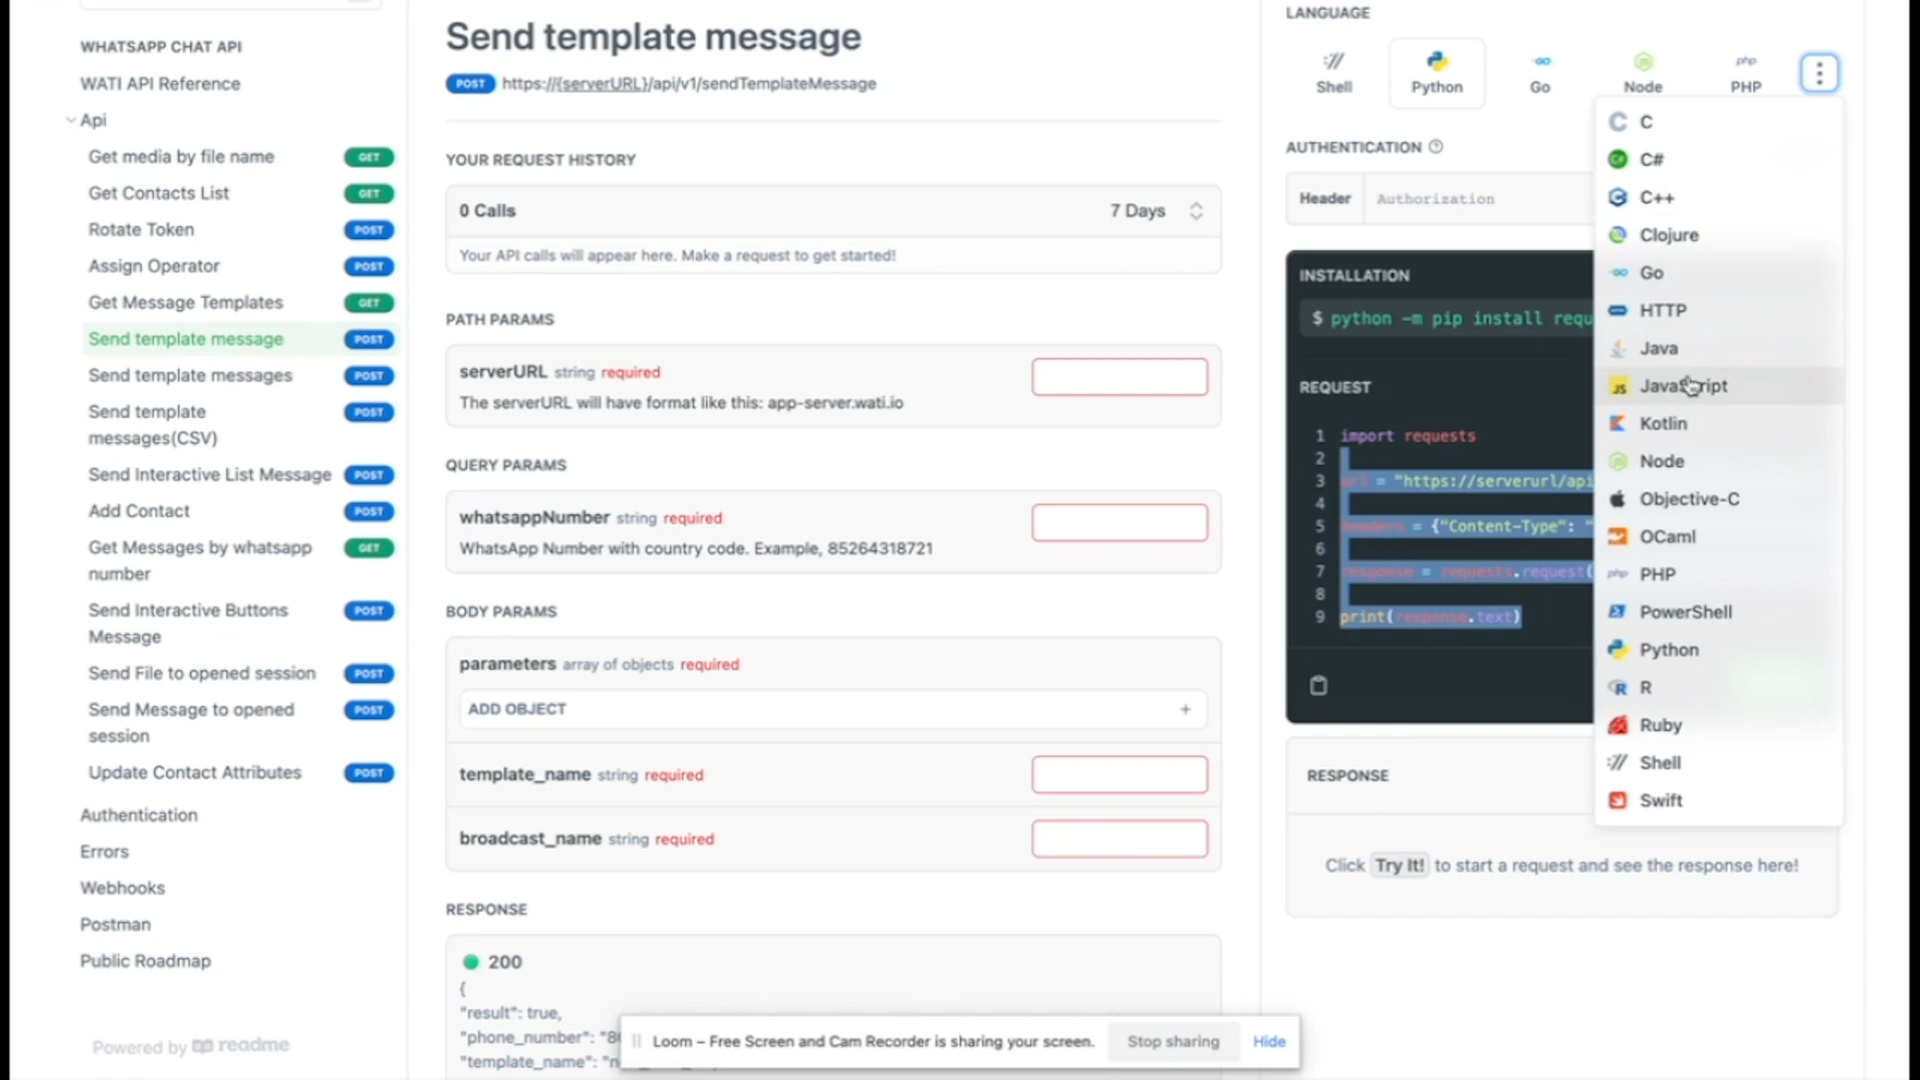 WHATSAPP CHAT API
WATI API Reference
Api
Get media by file name GET
Get Contacts List GET
Rotate Token POST
Assign Operator POST
Get Message Templates GET
Send template message POST
Send template messages POST
Send template POST
messages(CSV)
Send Interactive List Message POST
Add Contact POST
Get Messages by whatsapp GET
number
Send Interactive Buttons POST
Message
Send File to opened session POST
Send Message to opened POST
session
Update Contact Attributes POST
Authentication
Errors
Webhooks
Postman
Public Roadmap
Powered by readme
Send template message
POST https://{serverURL}/api/v1/sendTemplateMessage
YOUR REQUEST HISTORY
0 Calls 7 Days
Your API calls will appear here. Make a request to get started!
PATH PARAMS
serverURL string required
The serverURL will have format like this: app-server.wati.io
QUERY PARAMS
whatsappNumber string required
WhatsApp Number with country code. Example, 85264318721
BODY PARAMS
parameters array of objects required
ADD OBJECT +
template_name string required
broadcast_name string required
RESPONSE
200
{
"result": true,
"phone_number":
"template_name":
Loom – Free Screen and Cam Recorder is sharing your screen. Stop sharing Hide
LANGUAGE
Shell Python Go Node PHP
AUTHENTICATION
Header Authorization
INSTALLATION
$ python -m pip install requ
REQUEST
1 import requests
2
3 url = "https://serverurl/api
4
5 headers = {"Content-Type": "
6
7 response = requests.request(
8
9 print(response.text)
RESPONSE
Click Try It! to start a request and see the response here!
C
C#
C++
Clojure
Go
HTTP
Java
JavaScript
Kotlin
Node
Objective-C
OCaml
PHP
PowerShell
Python
R
Ruby
Shell
Swift